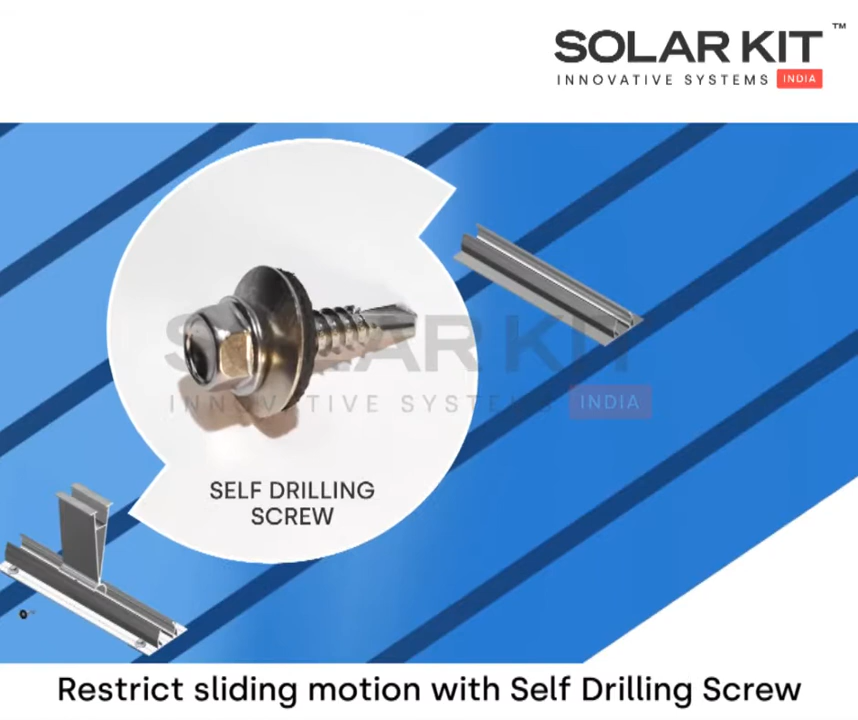 SOLAR KIT™
INNOVATIVE SYSTEMS INDIA
SOLAR KIT
INNOVATIVE SYSTEMS INDIA
SELF DRILLING
SCREW
Restrict sliding motion with Self Drilling Screw